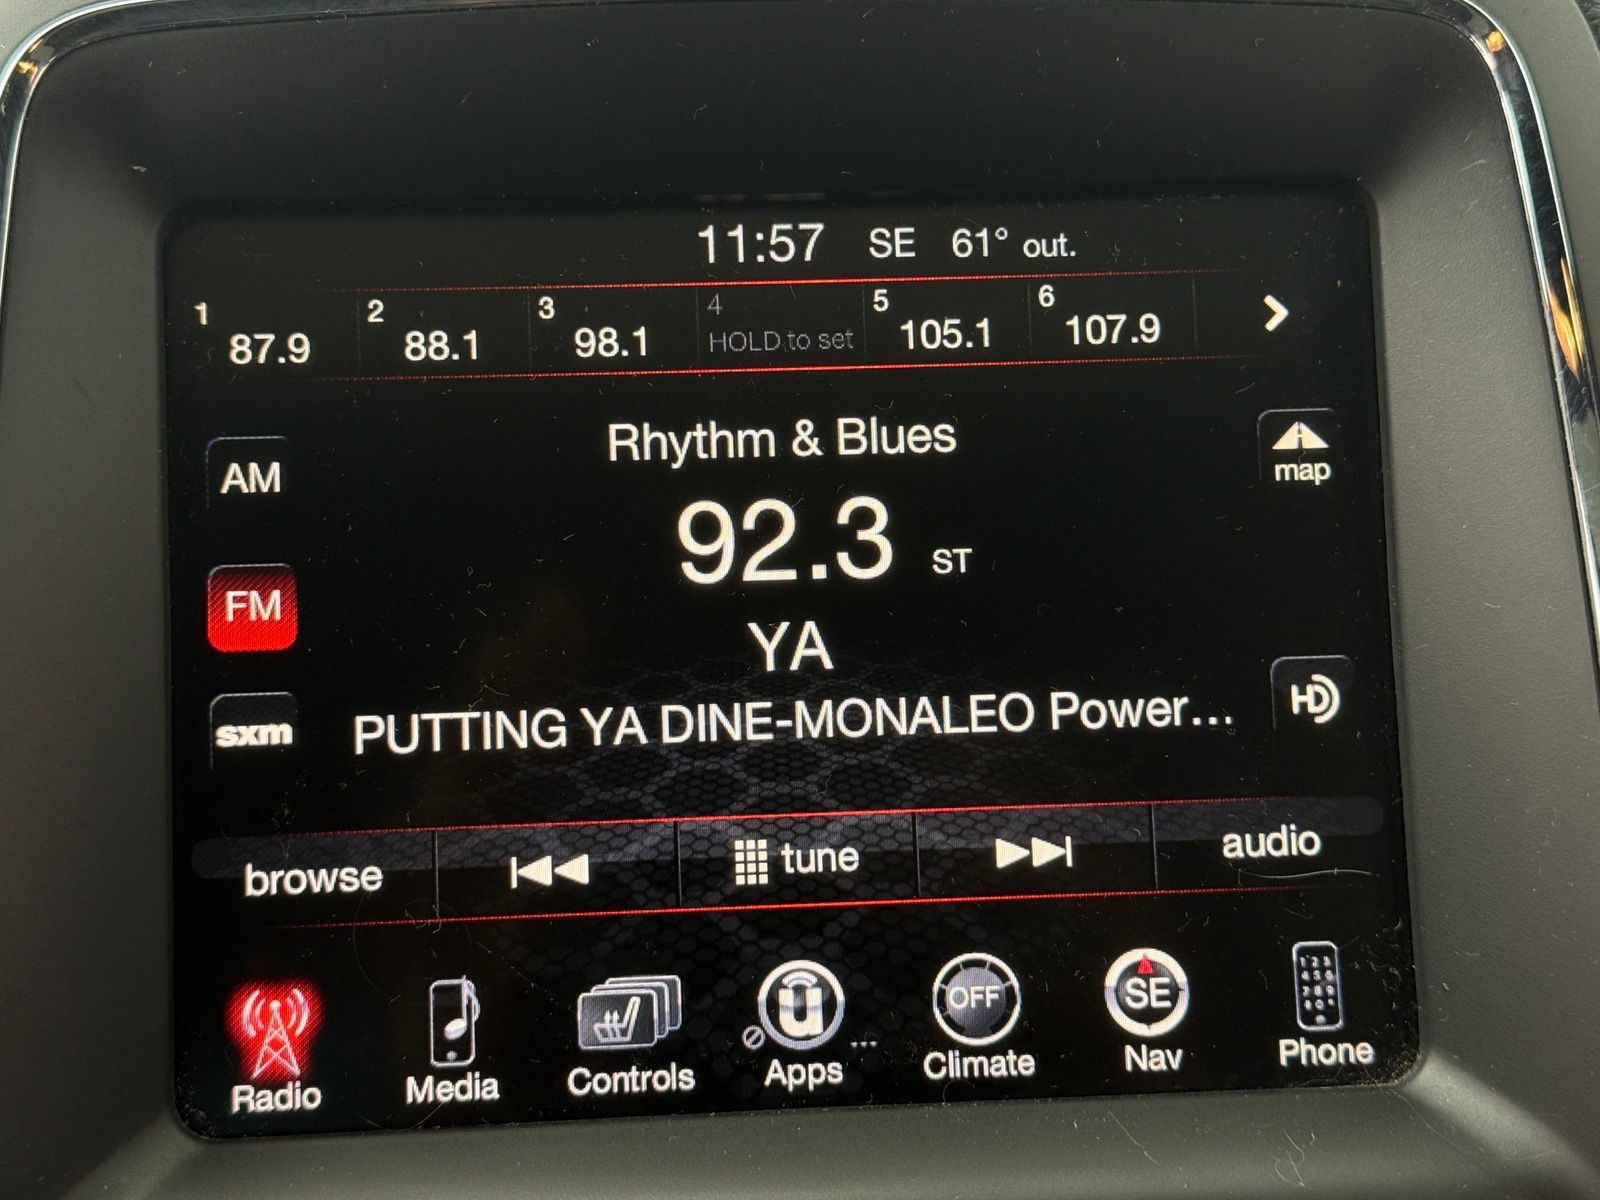 11:57 SE 61° out.
1 87.9 2 88.1 3 98.1 4 HOLD to set 5 105.1 6 107.9
Rhythm & Blues
map
AM
92.3 ST
FM
YA
HD
sxm
PUTTING YA DINE-MONALEO Power...
browse tune audio
OFF SE
Radio Media Controls Apps ... Climate Nav Phone